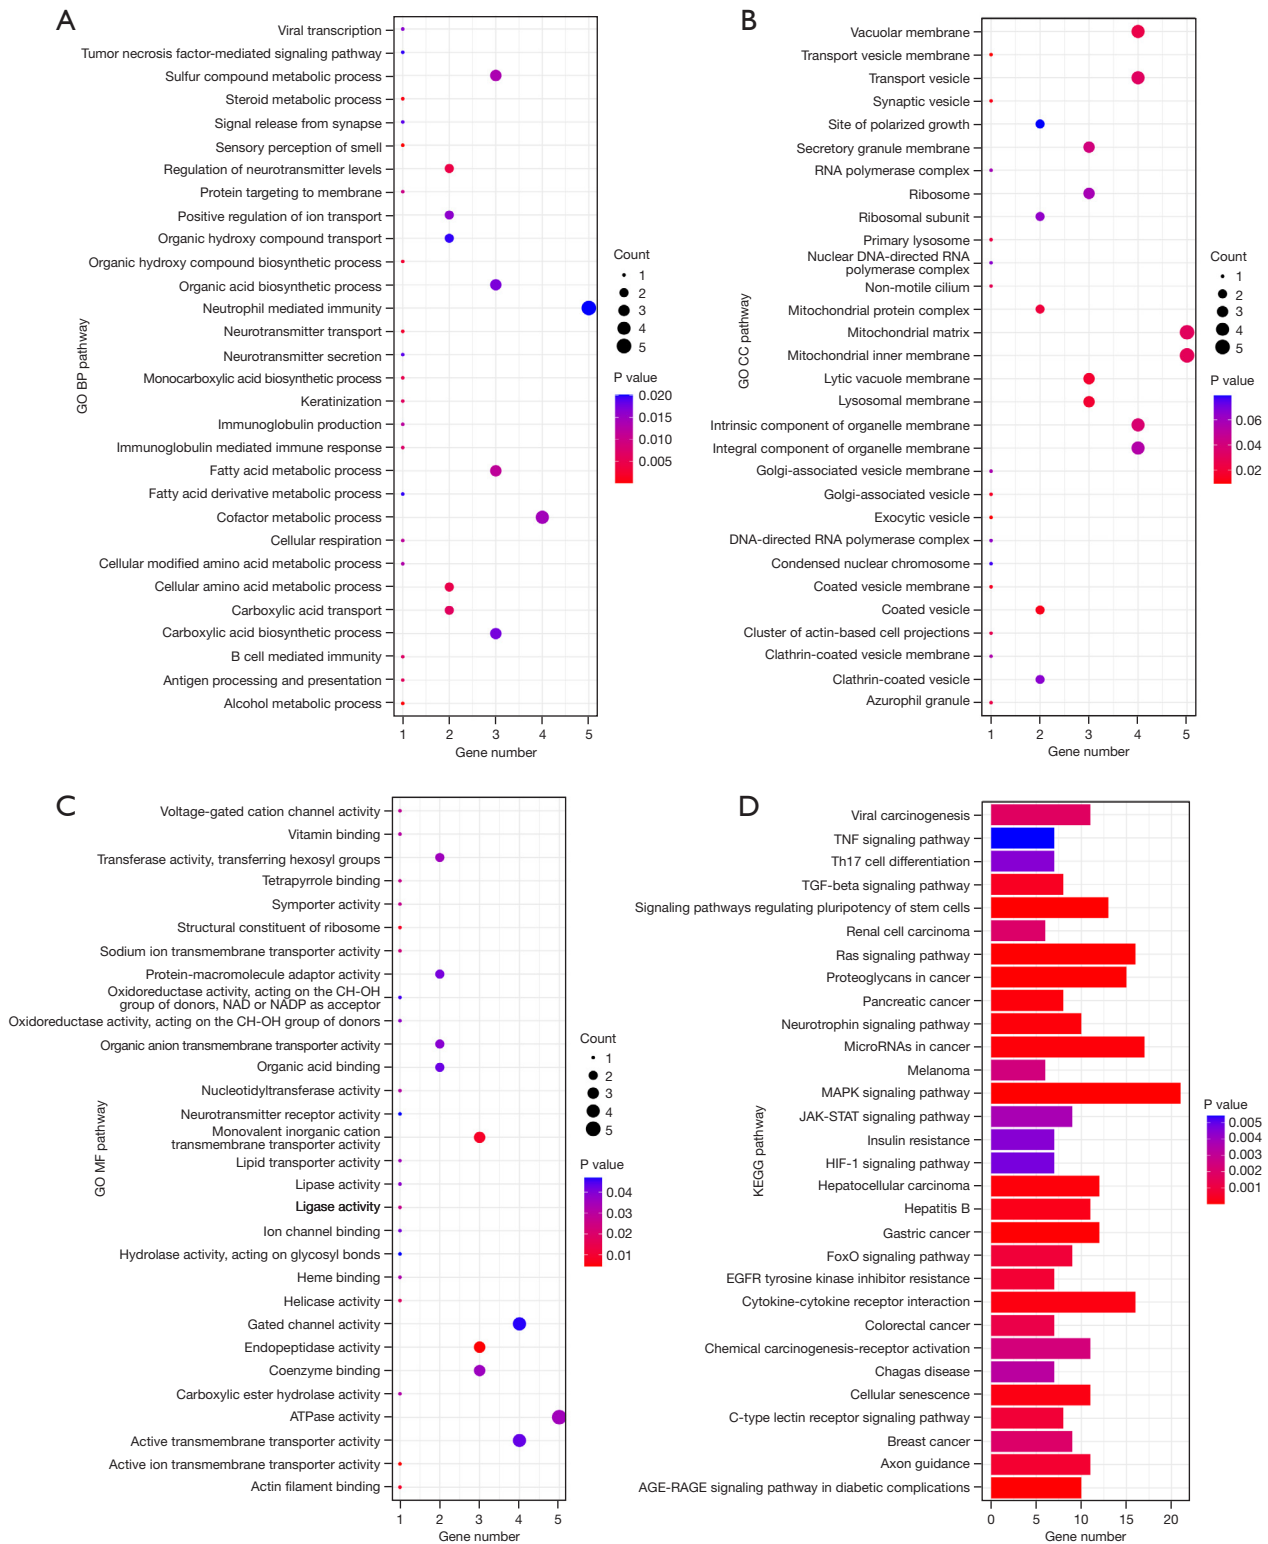 A
Viral transcription
Tumor necrosis factor-mediated signaling pathway
Sulfur compound metabolic process
Steroid metabolic process
Signal release from synapse
Sensory perception of smell
Regulation of neurotransmitter levels
Protein targeting to membrane
Positive regulation of ion transport
Organic hydroxy compound transport
Organic hydroxy compound biosynthetic process
Organic acid biosynthetic process
Neutrophil mediated immunity
Neurotransmitter transport
Neurotransmitter secretion
Monocarboxylic acid biosynthetic process
Keratinization
Immunoglobulin production
Immunoglobulin mediated immune response
Fatty acid metabolic process
Fatty acid derivative metabolic process
Cofactor metabolic process
Cellular respiration
Cellular modified amino acid metabolic process
Cellular amino acid metabolic process
Carboxylic acid transport
Carboxylic acid biosynthetic process
B cell mediated immunity
Antigen processing and presentation
Alcohol metabolic process
GO BP pathway
1 2 3 4 5
Gene number
Count
1
2
3
4
5
P value
0.020
0.015
0.010
0.005
B
Vacuolar membrane
Transport vesicle membrane
Transport vesicle
Synaptic vesicle
Site of polarized growth
Secretory granule membrane
RNA polymerase complex
Ribosome
Ribosomal subunit
Primary lysosome
Nuclear DNA-directed RNA
polymerase complex
Non-motile cilium
Mitochondrial protein complex
Mitochondrial matrix
Mitochondrial inner membrane
Lytic vacuole membrane
Lysosomal membrane
Intrinsic component of organelle membrane
Integral component of organelle membrane
Golgi-associated vesicle membrane
Golgi-associated vesicle
Exocytic vesicle
DNA-directed RNA polymerase complex
Condensed nuclear chromosome
Coated vesicle membrane
Coated vesicle
Cluster of actin-based cell projections
Clathrin-coated vesicle membrane
Clathrin-coated vesicle
Azurophil granule
GO CC pathway
1 2 3 4 5
Gene number
Count
1
2
3
4
5
P value
0.06
0.04
0.02
C
Voltage-gated cation channel activity
Vitamin binding
Transferase activity, transferring hexosyl groups
Tetrapyrrole binding
Symporter activity
Structural constituent of ribosome
Sodium ion transmembrane transporter activity
Protein-macromolecule adaptor activity
Oxidoreductase activity, acting on the CH-OH
group of donors, NAD or NADP as acceptor
Oxidoreductase activity, acting on the CH-OH group of donors
Organic anion transmembrane transporter activity
Organic acid binding
Nucleotidyltransferase activity
Neurotransmitter receptor activity
Monovalent inorganic cation
transmembrane transporter activity
Lipid transporter activity
Lipase activity
Ligase activity
Ion channel binding
Hydrolase activity, acting on glycosyl bonds
Heme binding
Helicase activity
Gated channel activity
Endopeptidase activity
Coenzyme binding
Carboxylic ester hydrolase activity
ATPase activity
Active transmembrane transporter activity
Active ion transmembrane transporter activity
Actin filament binding
GO MF pathway
1 2 3 4 5
Gene number
Count
1
2
3
4
5
P value
0.04
0.03
0.02
0.01
D
Viral carcinogenesis
TNF signaling pathway
Th17 cell differentiation
TGF-beta signaling pathway
Signaling pathways regulating pluripotency of stem cells
Renal cell carcinoma
Ras signaling pathway
Proteoglycans in cancer
Pancreatic cancer
Neurotrophin signaling pathway
MicroRNAs in cancer
Melanoma
MAPK signaling pathway
JAK-STAT signaling pathway
Insulin resistance
HIF-1 signaling pathway
Hepatocellular carcinoma
Hepatitis B
Gastric cancer
FoxO signaling pathway
EGFR tyrosine kinase inhibitor resistance
Cytokine-cytokine receptor interaction
Colorectal cancer
Chemical carcinogenesis-receptor activation
Chagas disease
Cellular senescence
C-type lectin receptor signaling pathway
Breast cancer
Axon guidance
AGE-RAGE signaling pathway in diabetic complications
KEGG pathway
0 5 10 15 20
Gene number
P value
0.005
0.004
0.003
0.002
0.001